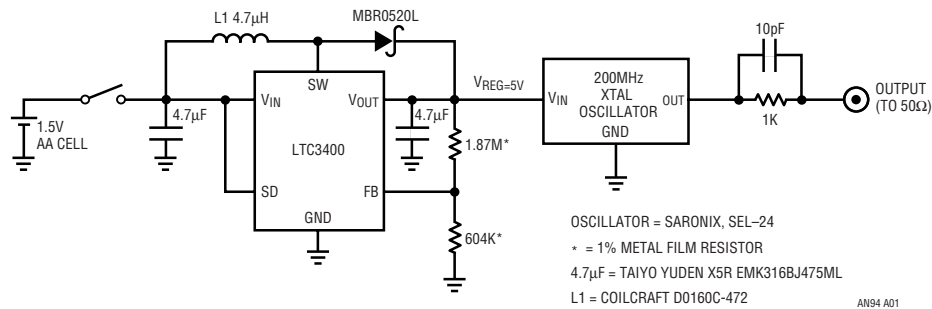 L1 4.7µH
MBR0520L
SW
VIN
VOUT
4.7µF
4.7µF
1.5V
AA CELL
LTC3400
SD
FB
GND
1.87M*
604K*
VREG=5V
VIN
200MHz
XTAL
OSCILLATOR
GND
OUT
10pF
1K
OUTPUT
(TO 50Ω)
OSCILLATOR = SARONIX, SEL–24
* = 1% METAL FILM RESISTOR
4.7µF = TAIYO YUDEN X5R EMK316BJ475ML
L1 = COILCRAFT D0160C-472
AN94 A01